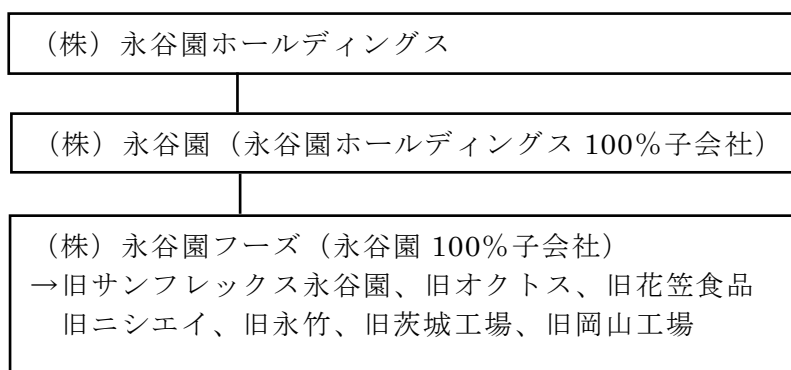 （株）永谷園ホールディングス
（株）永谷園（永谷園ホールディングス 100％子会社）
（株）永谷園フーズ（永谷園 100％子会社）
→旧サンフレックス永谷園、旧オクトス、旧花笠食品
旧ニシエイ、旧永竹、旧茨城工場、旧岡山工場